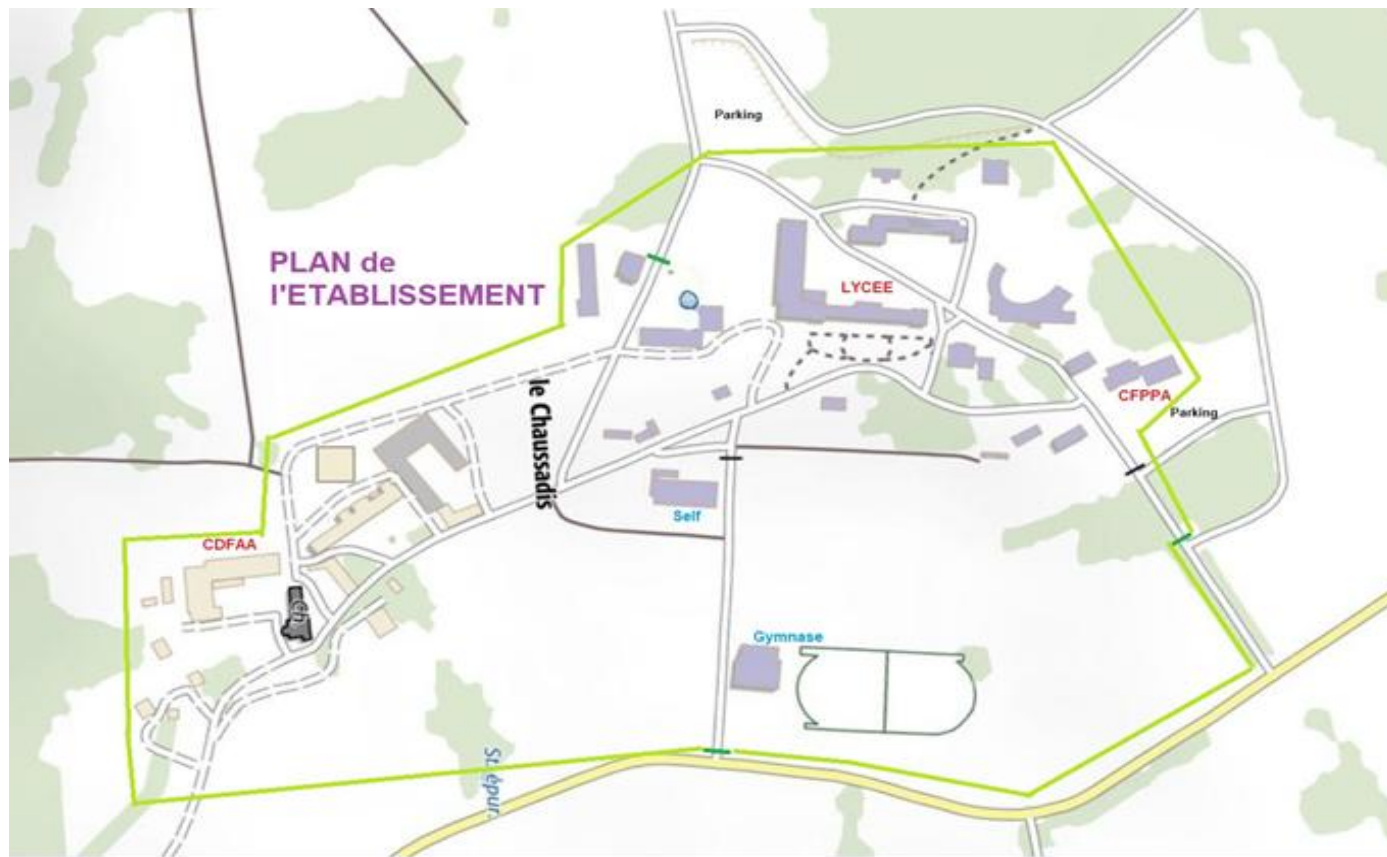 Parking
PLAN de
l'ETABLISSEMENT
LYCEE
le Chaussadis
CFPPA
Parking
Self
CDFAA
Gymnase
St. épur.